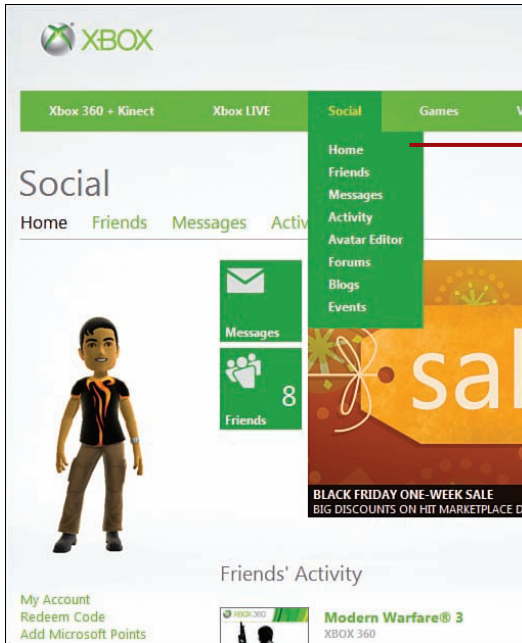 XBOX
Xbox 360 + Kinect Xbox LIVE Social Games
Home
Friends
Messages
Activity
Avatar Editor
Forums
Blogs
Events
Social
Home Friends Messages Activ
Messages
8
Friends
sal
BLACK FRIDAY ONE-WEEK SALE
BIG DISCOUNTS ON HIT MARKETPLACE D
Friends' Activity
My Account
Redeem Code
Add Microsoft Points
XBOX 360
Modern Warfare® 3
XBOX 360